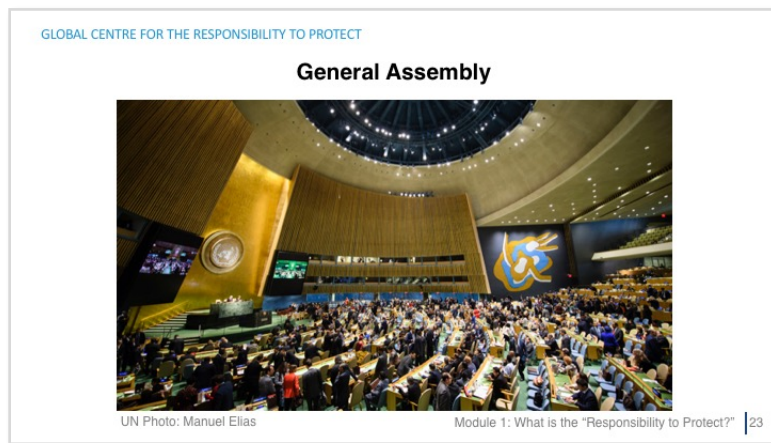 GLOBAL CENTRE FOR THE RESPONSIBILITY TO PROTECT
General Assembly
UN Photo: Manuel Elias
Module 1: What is the “Responsibility to Protect?” 23